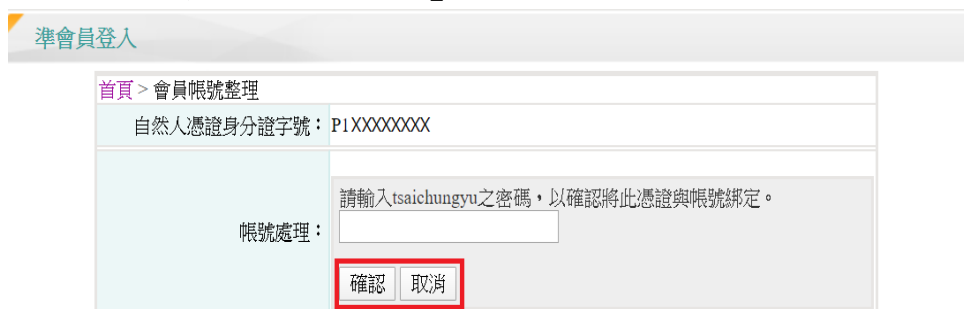 準會員登入
首頁 > 會員帳號整理
自然人憑證身分證字號：P1XXXXXXXX
請輸入tsaichungyu之密碼，以確認將此憑證與帳號綁定。
帳號處理：
確認 取消